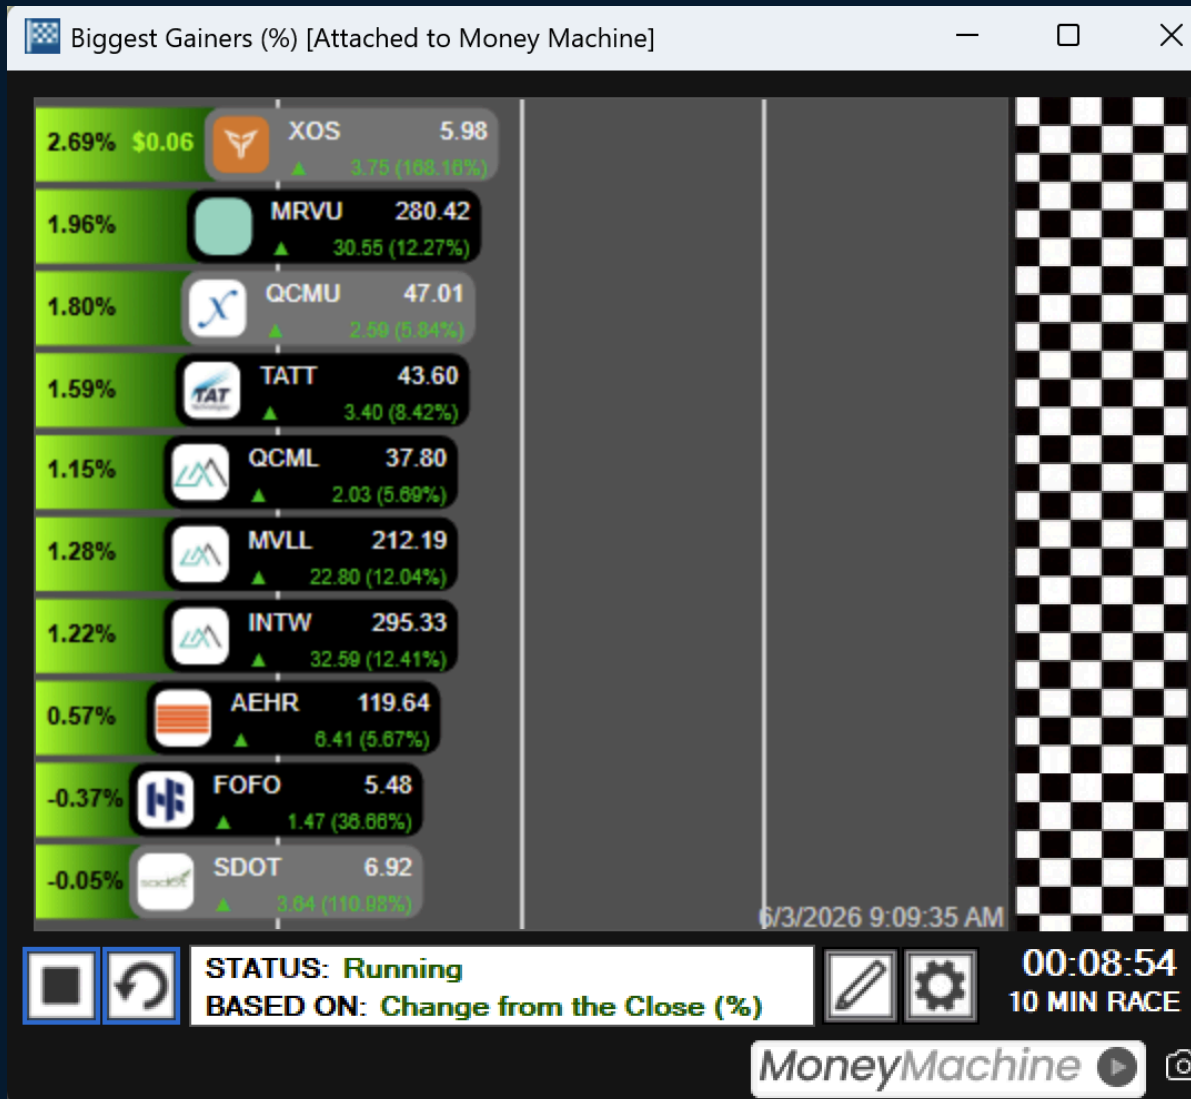 Biggest Gainers (%) [Attached to Money Machine]
2.69% $0.06 XOS 5.98
▲ 3.75 (168.16%)
1.96% MRVU 280.42
▲ 30.55 (12.27%)
1.80% QCMU 47.01
▲ 2.59 (5.84%)
1.59% TAT TATT 43.60
▲ 3.40 (8.42%)
1.15% QCML 37.80
▲ 2.03 (5.69%)
1.28% MVLL 212.19
▲ 22.80 (12.04%)
1.22% INTW 295.33
▲ 32.59 (12.41%)
0.57% AEHR 119.64
▲ 6.41 (5.67%)
-0.37% FOFO 5.48
▲ 1.47 (36.66%)
-0.05% sadot SDOT 6.92
▲ 3.64 (110.98%)
6/3/2026 9:09:35 AM
STATUS: Running
BASED ON: Change from the Close (%)
00:08:54
10 MIN RACE
MoneyMachine